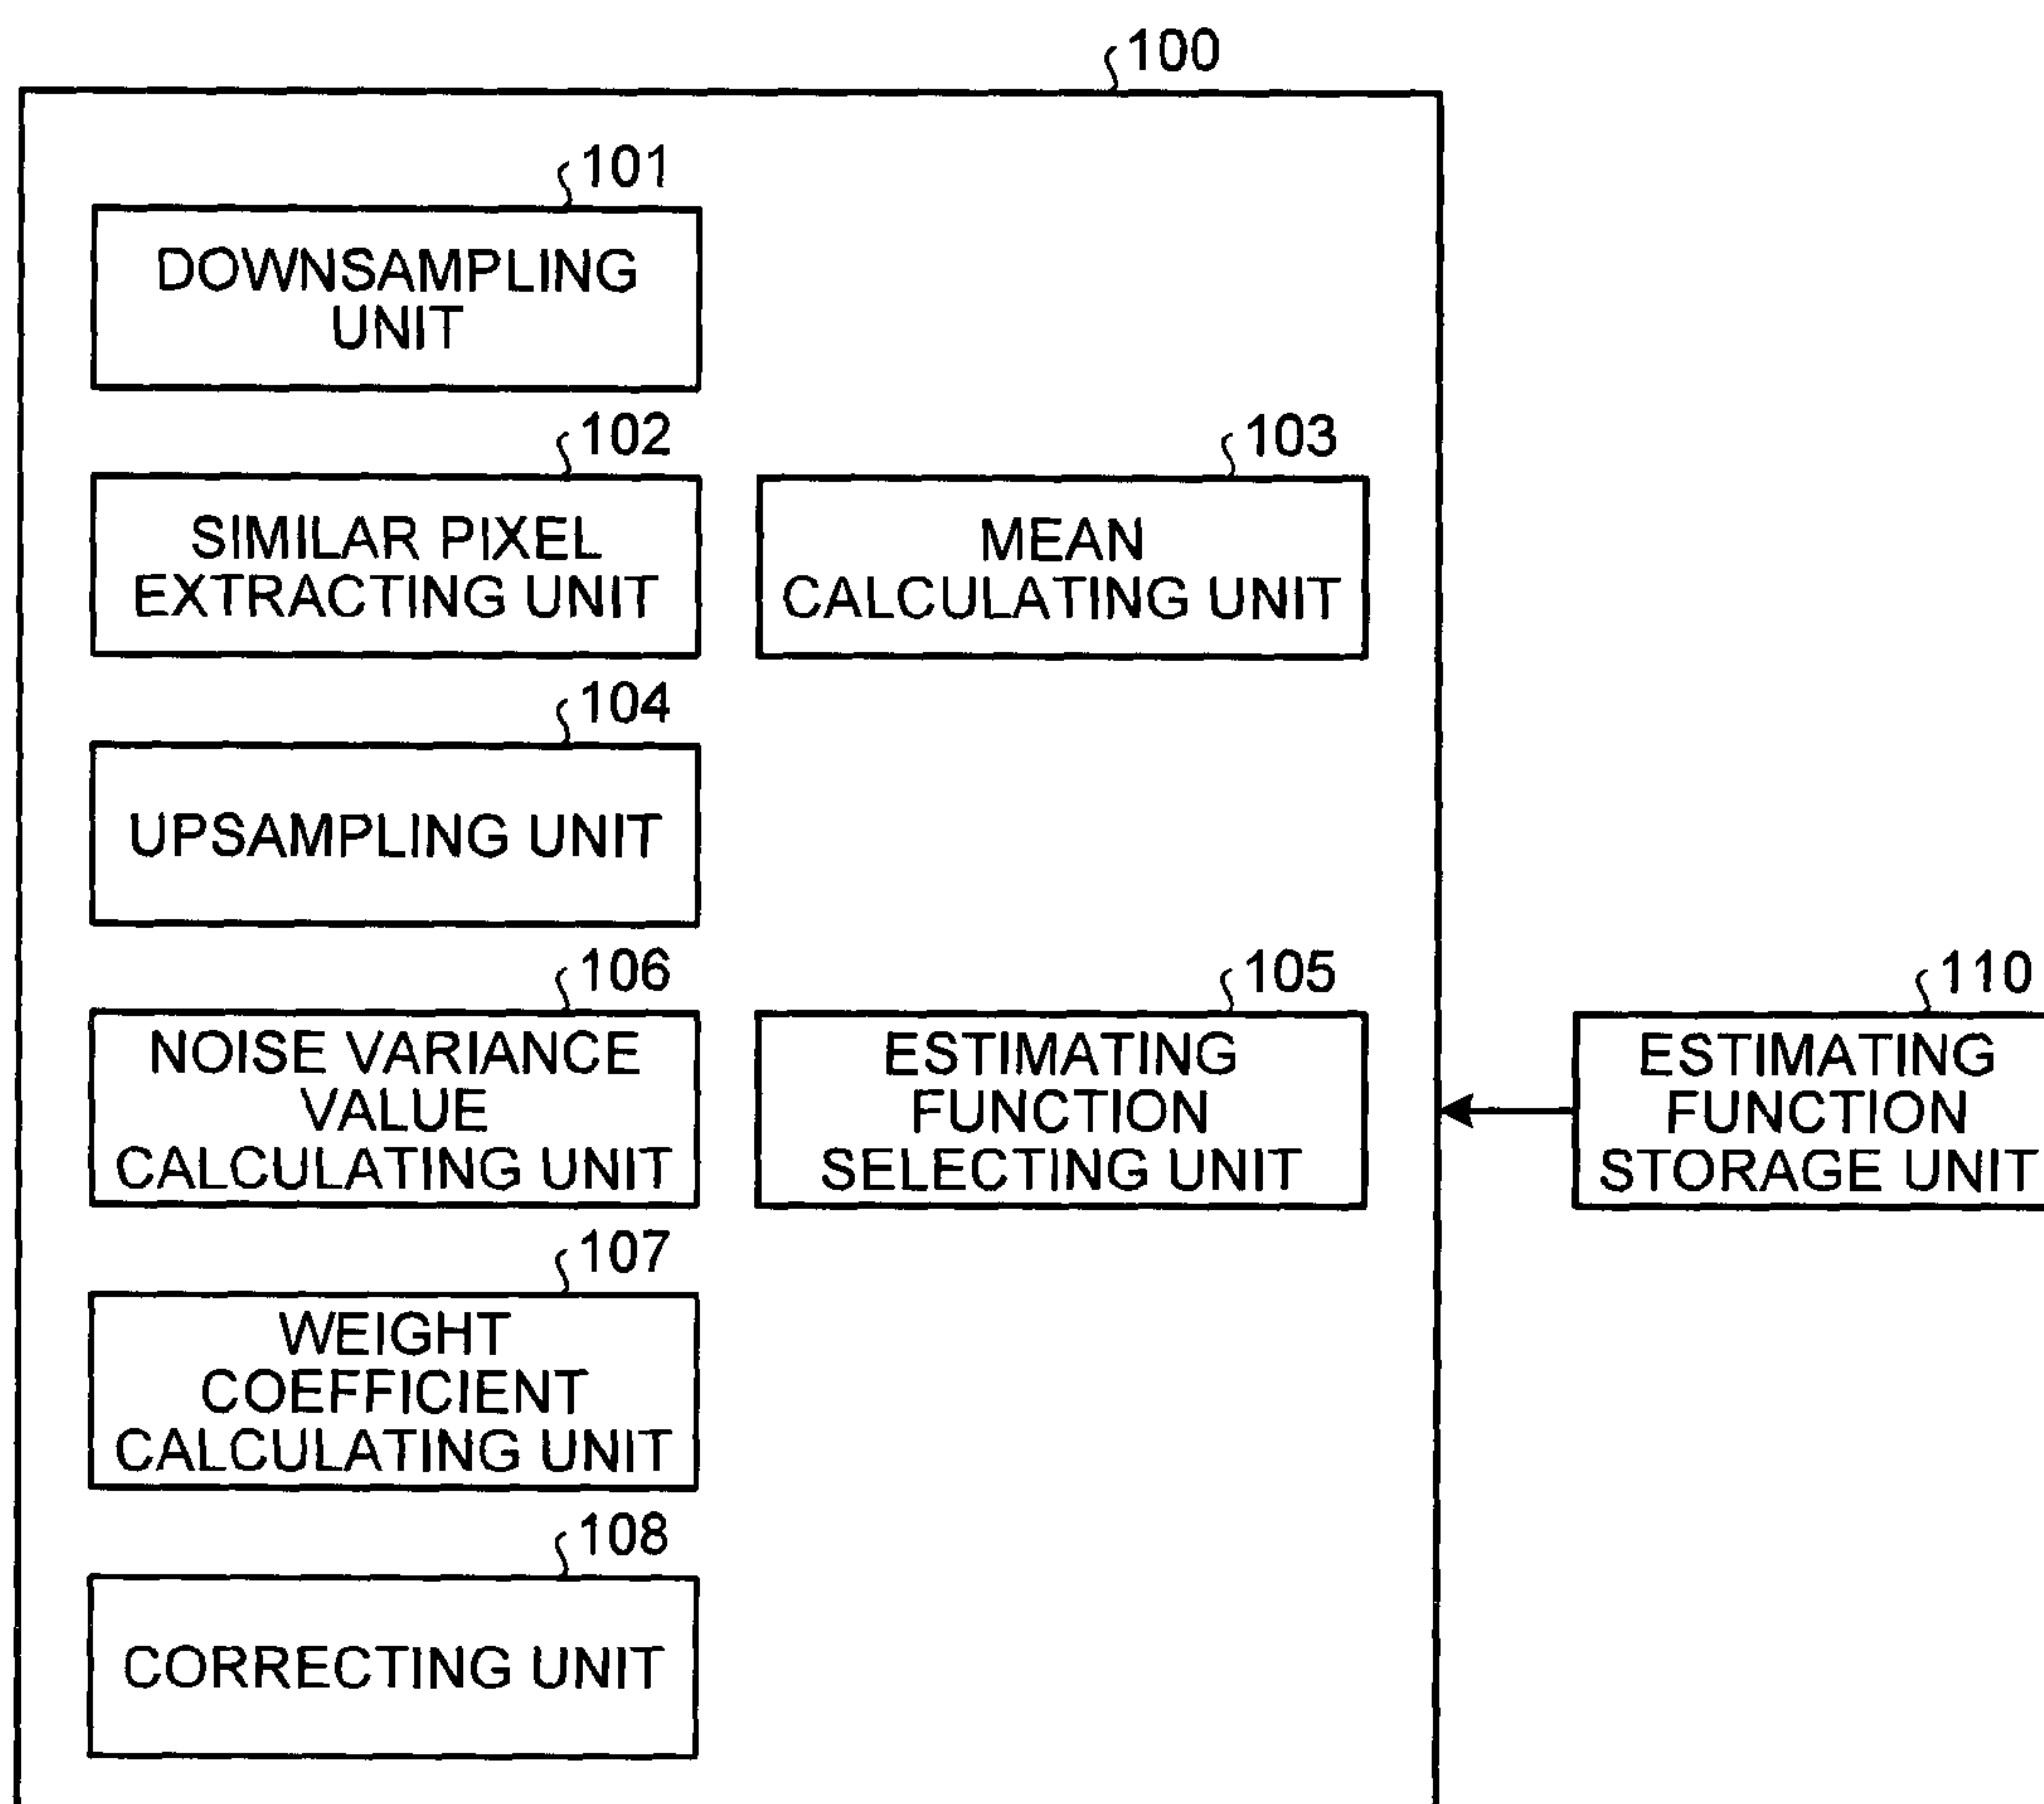 100
101
DOWNSAMPLING
UNIT
102
SIMILAR PIXEL
EXTRACTING UNIT
103
MEAN
CALCULATING UNIT
104
UPSAMPLING UNIT
106
NOISE VARIANCE
VALUE
CALCULATING UNIT
105
ESTIMATING
FUNCTION
SELECTING UNIT
110
ESTIMATING
FUNCTION
STORAGE UNIT
107
WEIGHT
COEFFICIENT
CALCULATING UNIT
108
CORRECTING UNIT